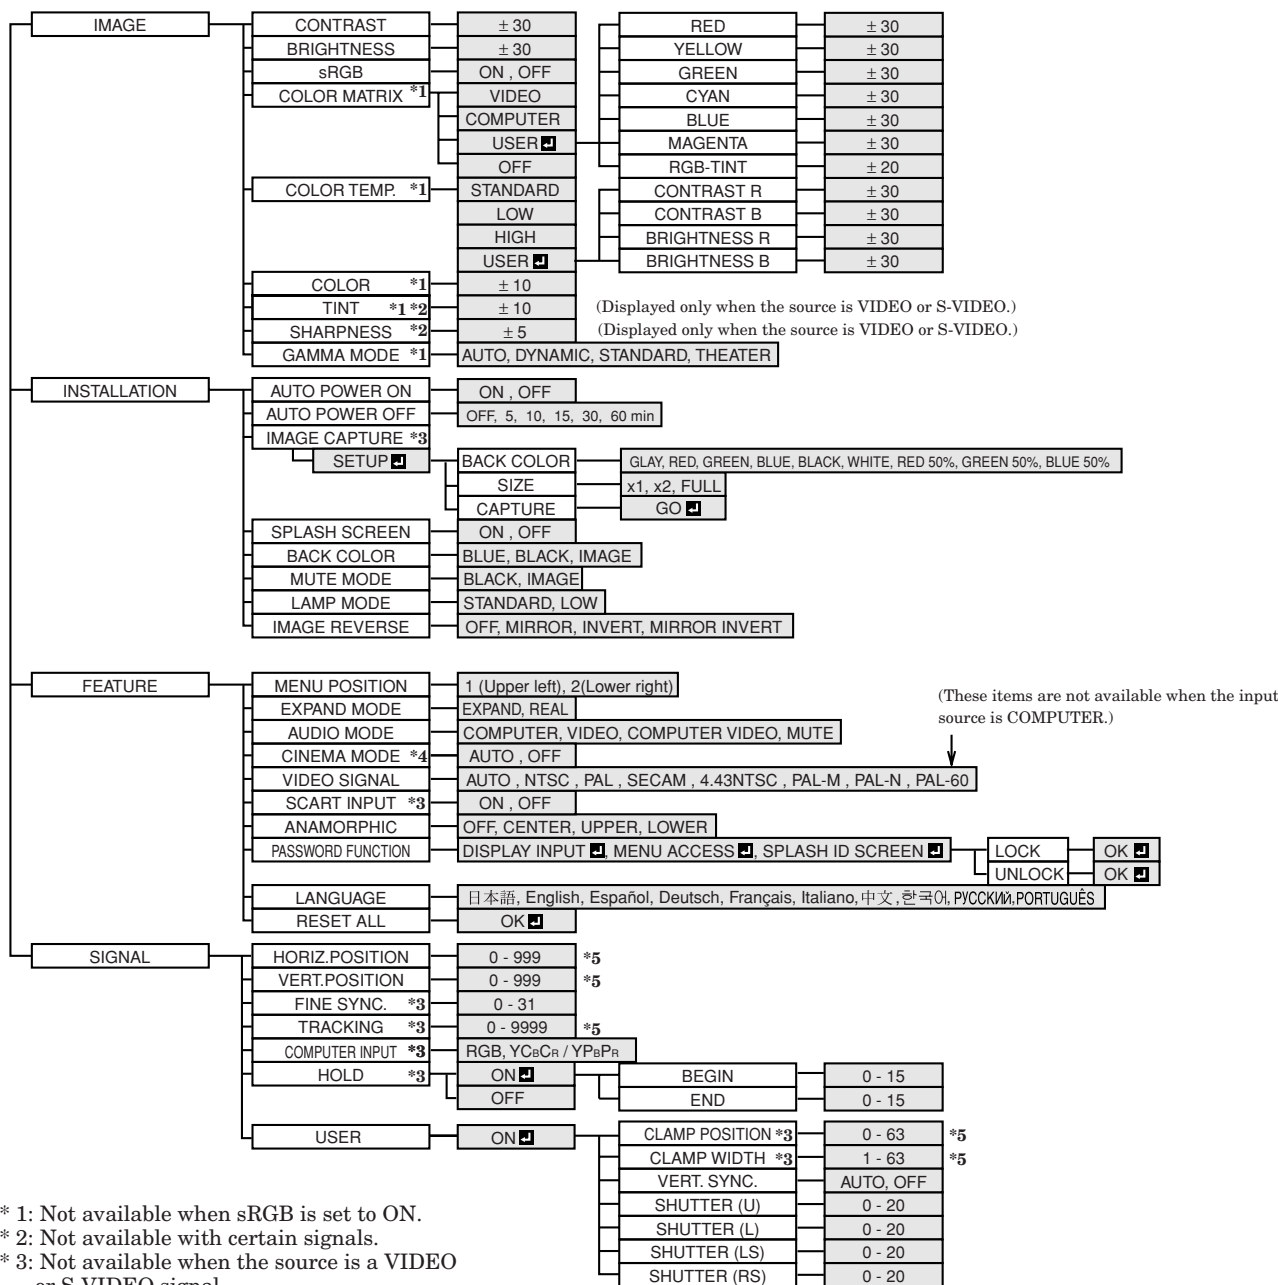 IMAGE CONTRAST ± 30 RED ± 30
BRIGHTNESS ± 30 YELLOW ± 30
sRGB ON , OFF GREEN ± 30
COLOR MATRIX *1 VIDEO CYAN ± 30
COMPUTER BLUE ± 30
USER MAGENTA ± 30
OFF RGB-TINT ± 20
COLOR TEMP. *1 STANDARD CONTRAST R ± 30
LOW CONTRAST B ± 30
HIGH BRIGHTNESS R ± 30
USER BRIGHTNESS B ± 30
COLOR *1 ± 10
TINT *1 *2 ± 10 (Displayed only when the source is VIDEO or S-VIDEO.)
SHARPNESS *2 ± 5 (Displayed only when the source is VIDEO or S-VIDEO.)
GAMMA MODE *1 AUTO, DYNAMIC, STANDARD, THEATER
INSTALLATION AUTO POWER ON ON , OFF
AUTO POWER OFF OFF, 5, 10, 15, 30, 60 min
IMAGE CAPTURE *3
SETUP BACK COLOR GLAY, RED, GREEN, BLUE, BLACK, WHITE, RED 50%, GREEN 50%, BLUE 50%
SIZE x1, x2, FULL
CAPTURE GO
SPLASH SCREEN ON , OFF
BACK COLOR BLUE, BLACK, IMAGE
MUTE MODE BLACK, IMAGE
LAMP MODE STANDARD, LOW
IMAGE REVERSE OFF, MIRROR, INVERT, MIRROR INVERT
FEATURE MENU POSITION 1 (Upper left), 2(Lower right)
(These items are not available when the input
source is COMPUTER.)
EXPAND MODE EXPAND, REAL
AUDIO MODE COMPUTER, VIDEO, COMPUTER VIDEO, MUTE
CINEMA MODE *4 AUTO , OFF
VIDEO SIGNAL AUTO , NTSC , PAL , SECAM , 4.43NTSC , PAL-M , PAL-N , PAL-60
SCART INPUT *3 ON , OFF
ANAMORPHIC OFF, CENTER, UPPER, LOWER
PASSWORD FUNCTION DISPLAY INPUT , MENU ACCESS , SPLASH ID SCREEN LOCK OK
UNLOCK OK
LANGUAGE 日本語, English, Español, Deutsch, Français, Italiano, 中文, 한국어, РУССКИЙ, PORTUGUÊS
RESET ALL OK
SIGNAL HORIZ.POSITION 0 - 999 *5
VERT.POSITION 0 - 999 *5
FINE SYNC. *3 0 - 31
TRACKING *3 0 - 9999 *5
COMPUTER INPUT *3 RGB, YCBCR / YPBPR
HOLD *3 ON BEGIN 0 - 15
OFF END 0 - 15
USER ON CLAMP POSITION *3 0 - 63 *5
CLAMP WIDTH *3 1 - 63 *5
VERT. SYNC. AUTO, OFF
SHUTTER (U) 0 - 20
SHUTTER (L) 0 - 20
SHUTTER (LS) 0 - 20
SHUTTER (RS) 0 - 20
* 1: Not available when sRGB is set to ON.
* 2: Not available with certain signals.
* 3: Not available when the source is a VIDEO
or S-VIDEO signal.